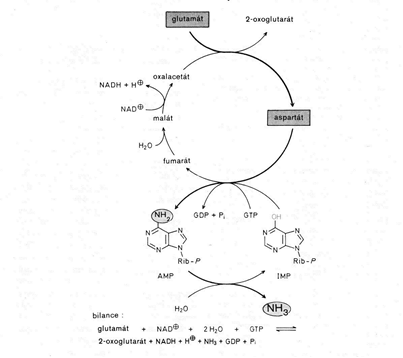 glutamát
2-oxoglutarát
oxalacetát
NADH + H⊕
NAD⊕
malát
aspartát
H₂O
fumarát
NH₂
GDP + Pᵢ
GTP
OH
N
N
N
N
Rib-P
N
N
N
N
Rib-P
AMP
IMP
H₂O
NH₃
bilance :
glutamát + NAD⊕ + 2 H₂O + GTP ⇌
2-oxoglutarát + NADH + H⊕ + NH₃ + GDP + Pᵢ